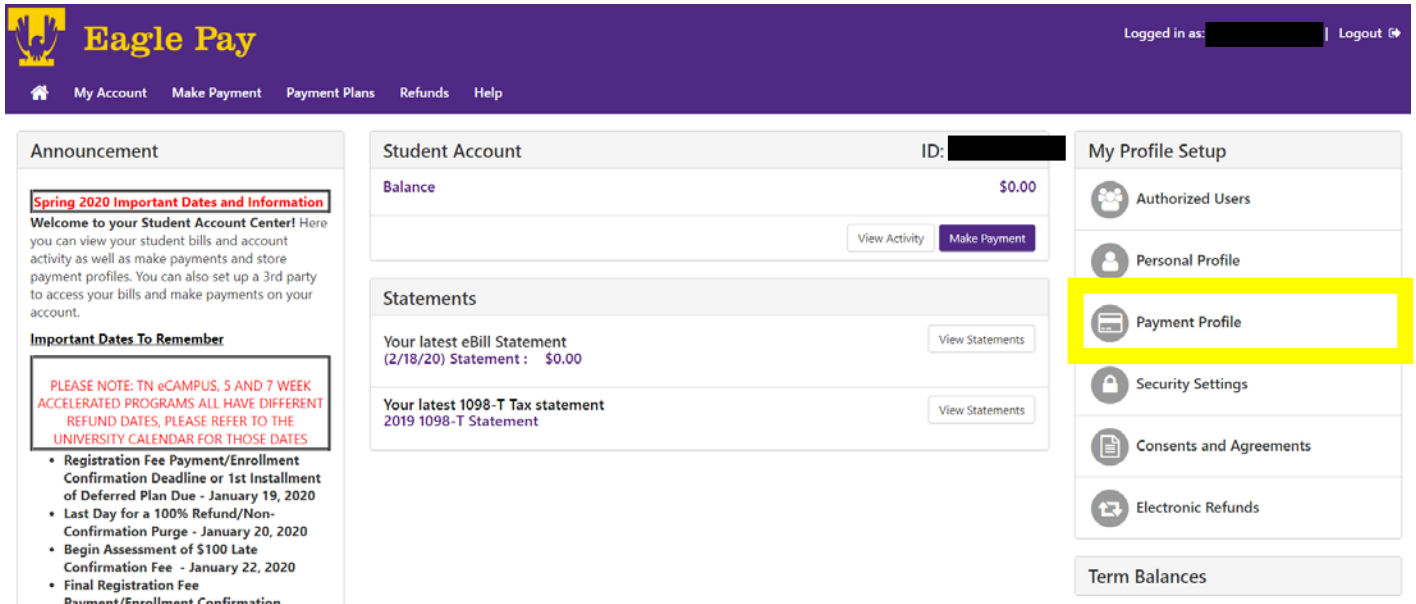 Eagle Pay
Logged in as:
| Logout
My Account Make Payment Payment Plans Refunds Help
Announcement
Spring 2020 Important Dates and Information
Welcome to your Student Account Center! Here
you can view your student bills and account
activity as well as make payments and store
payment profiles. You can also set up a 3rd party
to access your bills and make payments on your
account.
Important Dates To Remember
PLEASE NOTE: TN eCAMPUS, 5 AND 7 WEEK
ACCELERATED PROGRAMS ALL HAVE DIFFERENT
REFUND DATES, PLEASE REFER TO THE
UNIVERSITY CALENDAR FOR THOSE DATES
• Registration Fee Payment/Enrollment
Confirmation Deadline or 1st Installment
of Deferred Plan Due - January 19, 2020
• Last Day for a 100% Refund/Non-
Confirmation Purge - January 20, 2020
• Begin Assessment of $100 Late
Confirmation Fee - January 22, 2020
• Final Registration Fee
Payment/Enrollment Confirmation
Student Account ID:
Balance $0.00
View Activity Make Payment
Statements
Your latest eBill Statement
(2/18/20) Statement : $0.00
View Statements
Your latest 1098-T Tax statement
2019 1098-T Statement
View Statements
My Profile Setup
Authorized Users
Personal Profile
Payment Profile
Security Settings
Consents and Agreements
Electronic Refunds
Term Balances